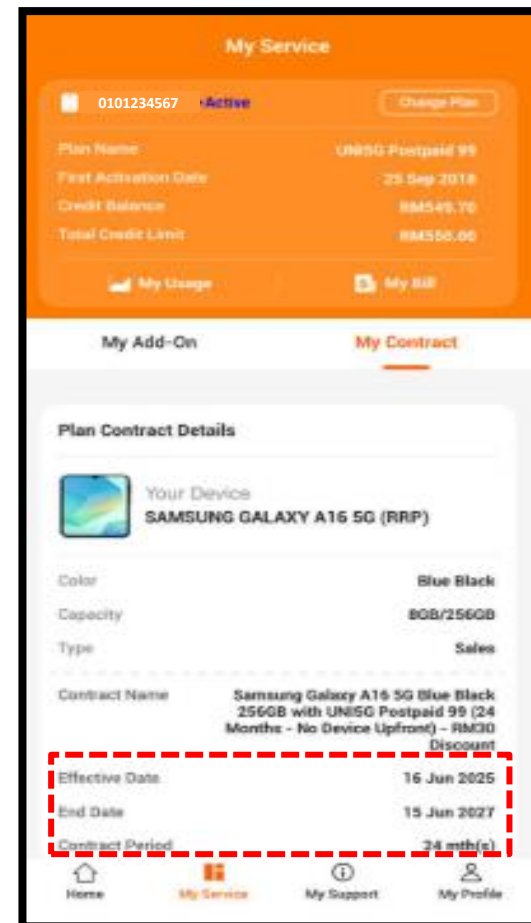 My Service
0101234567 Active
Change Plan
Plan Name UNI5G Postpaid 99
First Activation Date 25 Sep 2018
Credit Balance RM549.70
Total Credit Limit RM550.00
My Usage My Bill
My Add-On My Contract
Plan Contract Details
Your Device
SAMSUNG GALAXY A16 5G (RRP)
Color Blue Black
Capacity 8GB/256GB
Type Sales
Contract Name Samsung Galaxy A16 5G Blue Black
256GB with UNI5G Postpaid 99 (24
Months - No Device Upfront) - RM30
Discount
Effective Date 16 Jun 2025
End Date 15 Jun 2027
Contract Period 24 mth(s)
Home My Service My Support My Profile